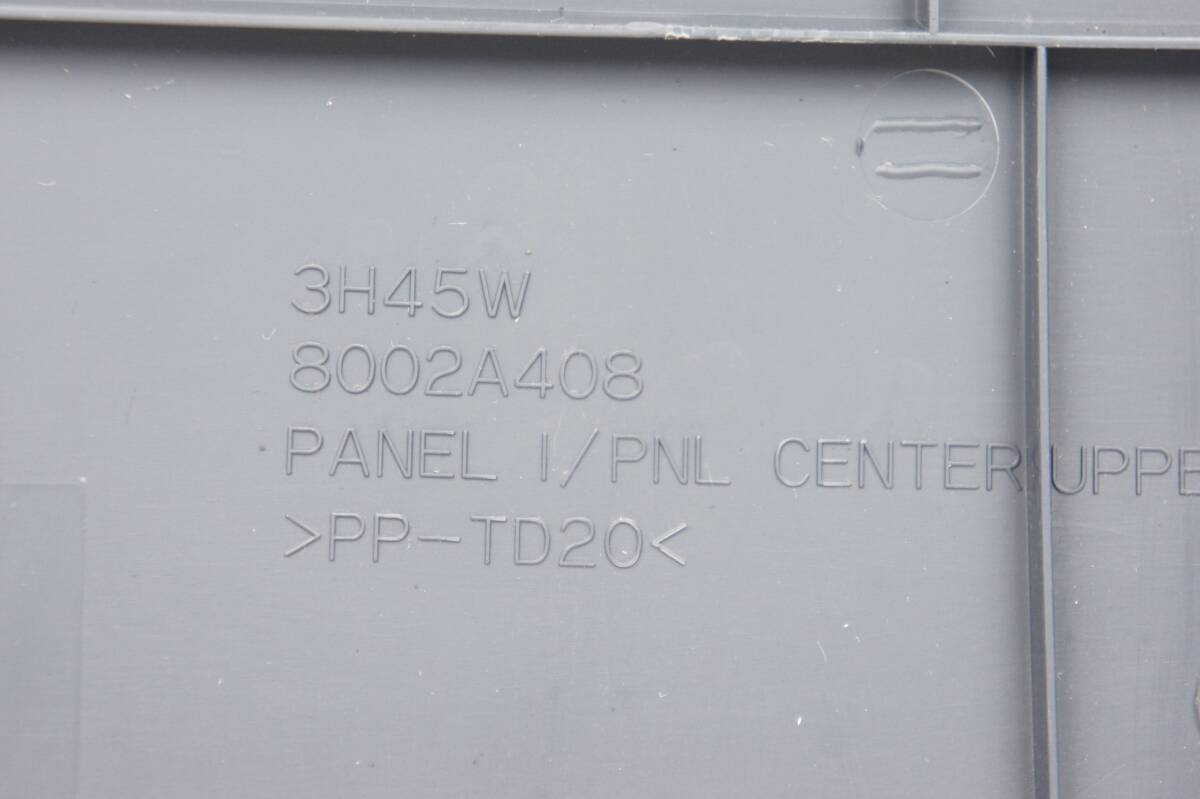 3H45W
8002A408
PANEL I/PNL CENTER UPPE
>PP-TD20<